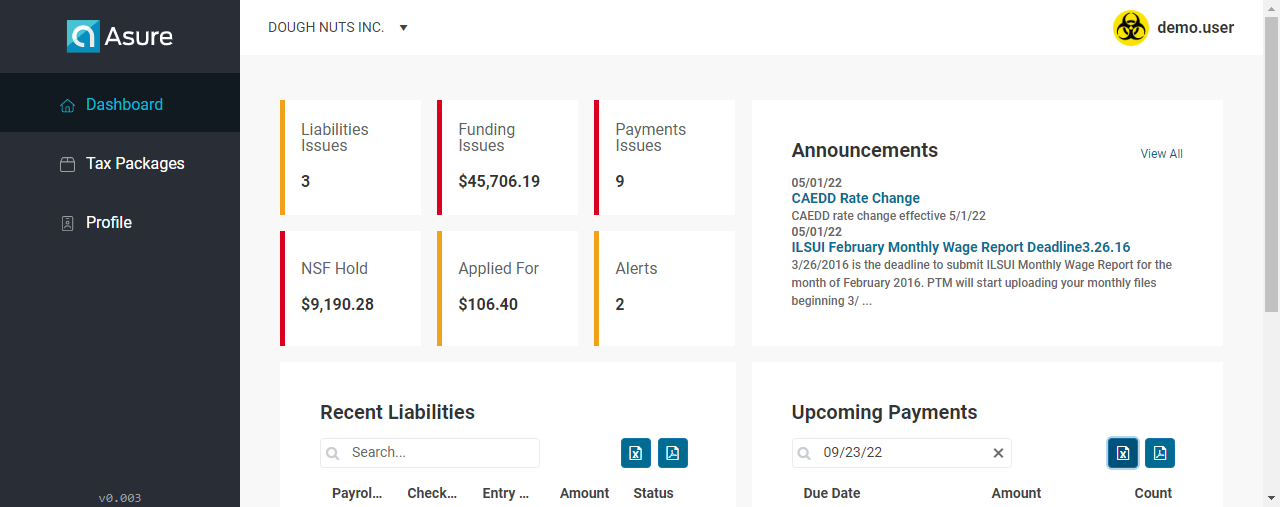 Asure
DOUGH NUTS INC.
demo.user
Dashboard
Tax Packages
Profile
v0.003
Liabilities
Issues
3
Funding
Issues
$45,706.19
Payments
Issues
9
NSF Hold
$9,190.28
Applied For
$106.40
Alerts
2
Announcements
View All
05/01/22
CAEDD Rate Change
CAEDD rate change effective 5/1/22
05/01/22
ILSUI February Monthly Wage Report Deadline3.26.16
3/26/2016 is the deadline to submit ILSUI Monthly Wage Report for the
month of February 2016. PTM will start uploading your monthly files
beginning 3/ ...
Recent Liabilities
Search...
Payrol... Check... Entry ... Amount Status
Upcoming Payments
09/23/22
Due Date Amount Count